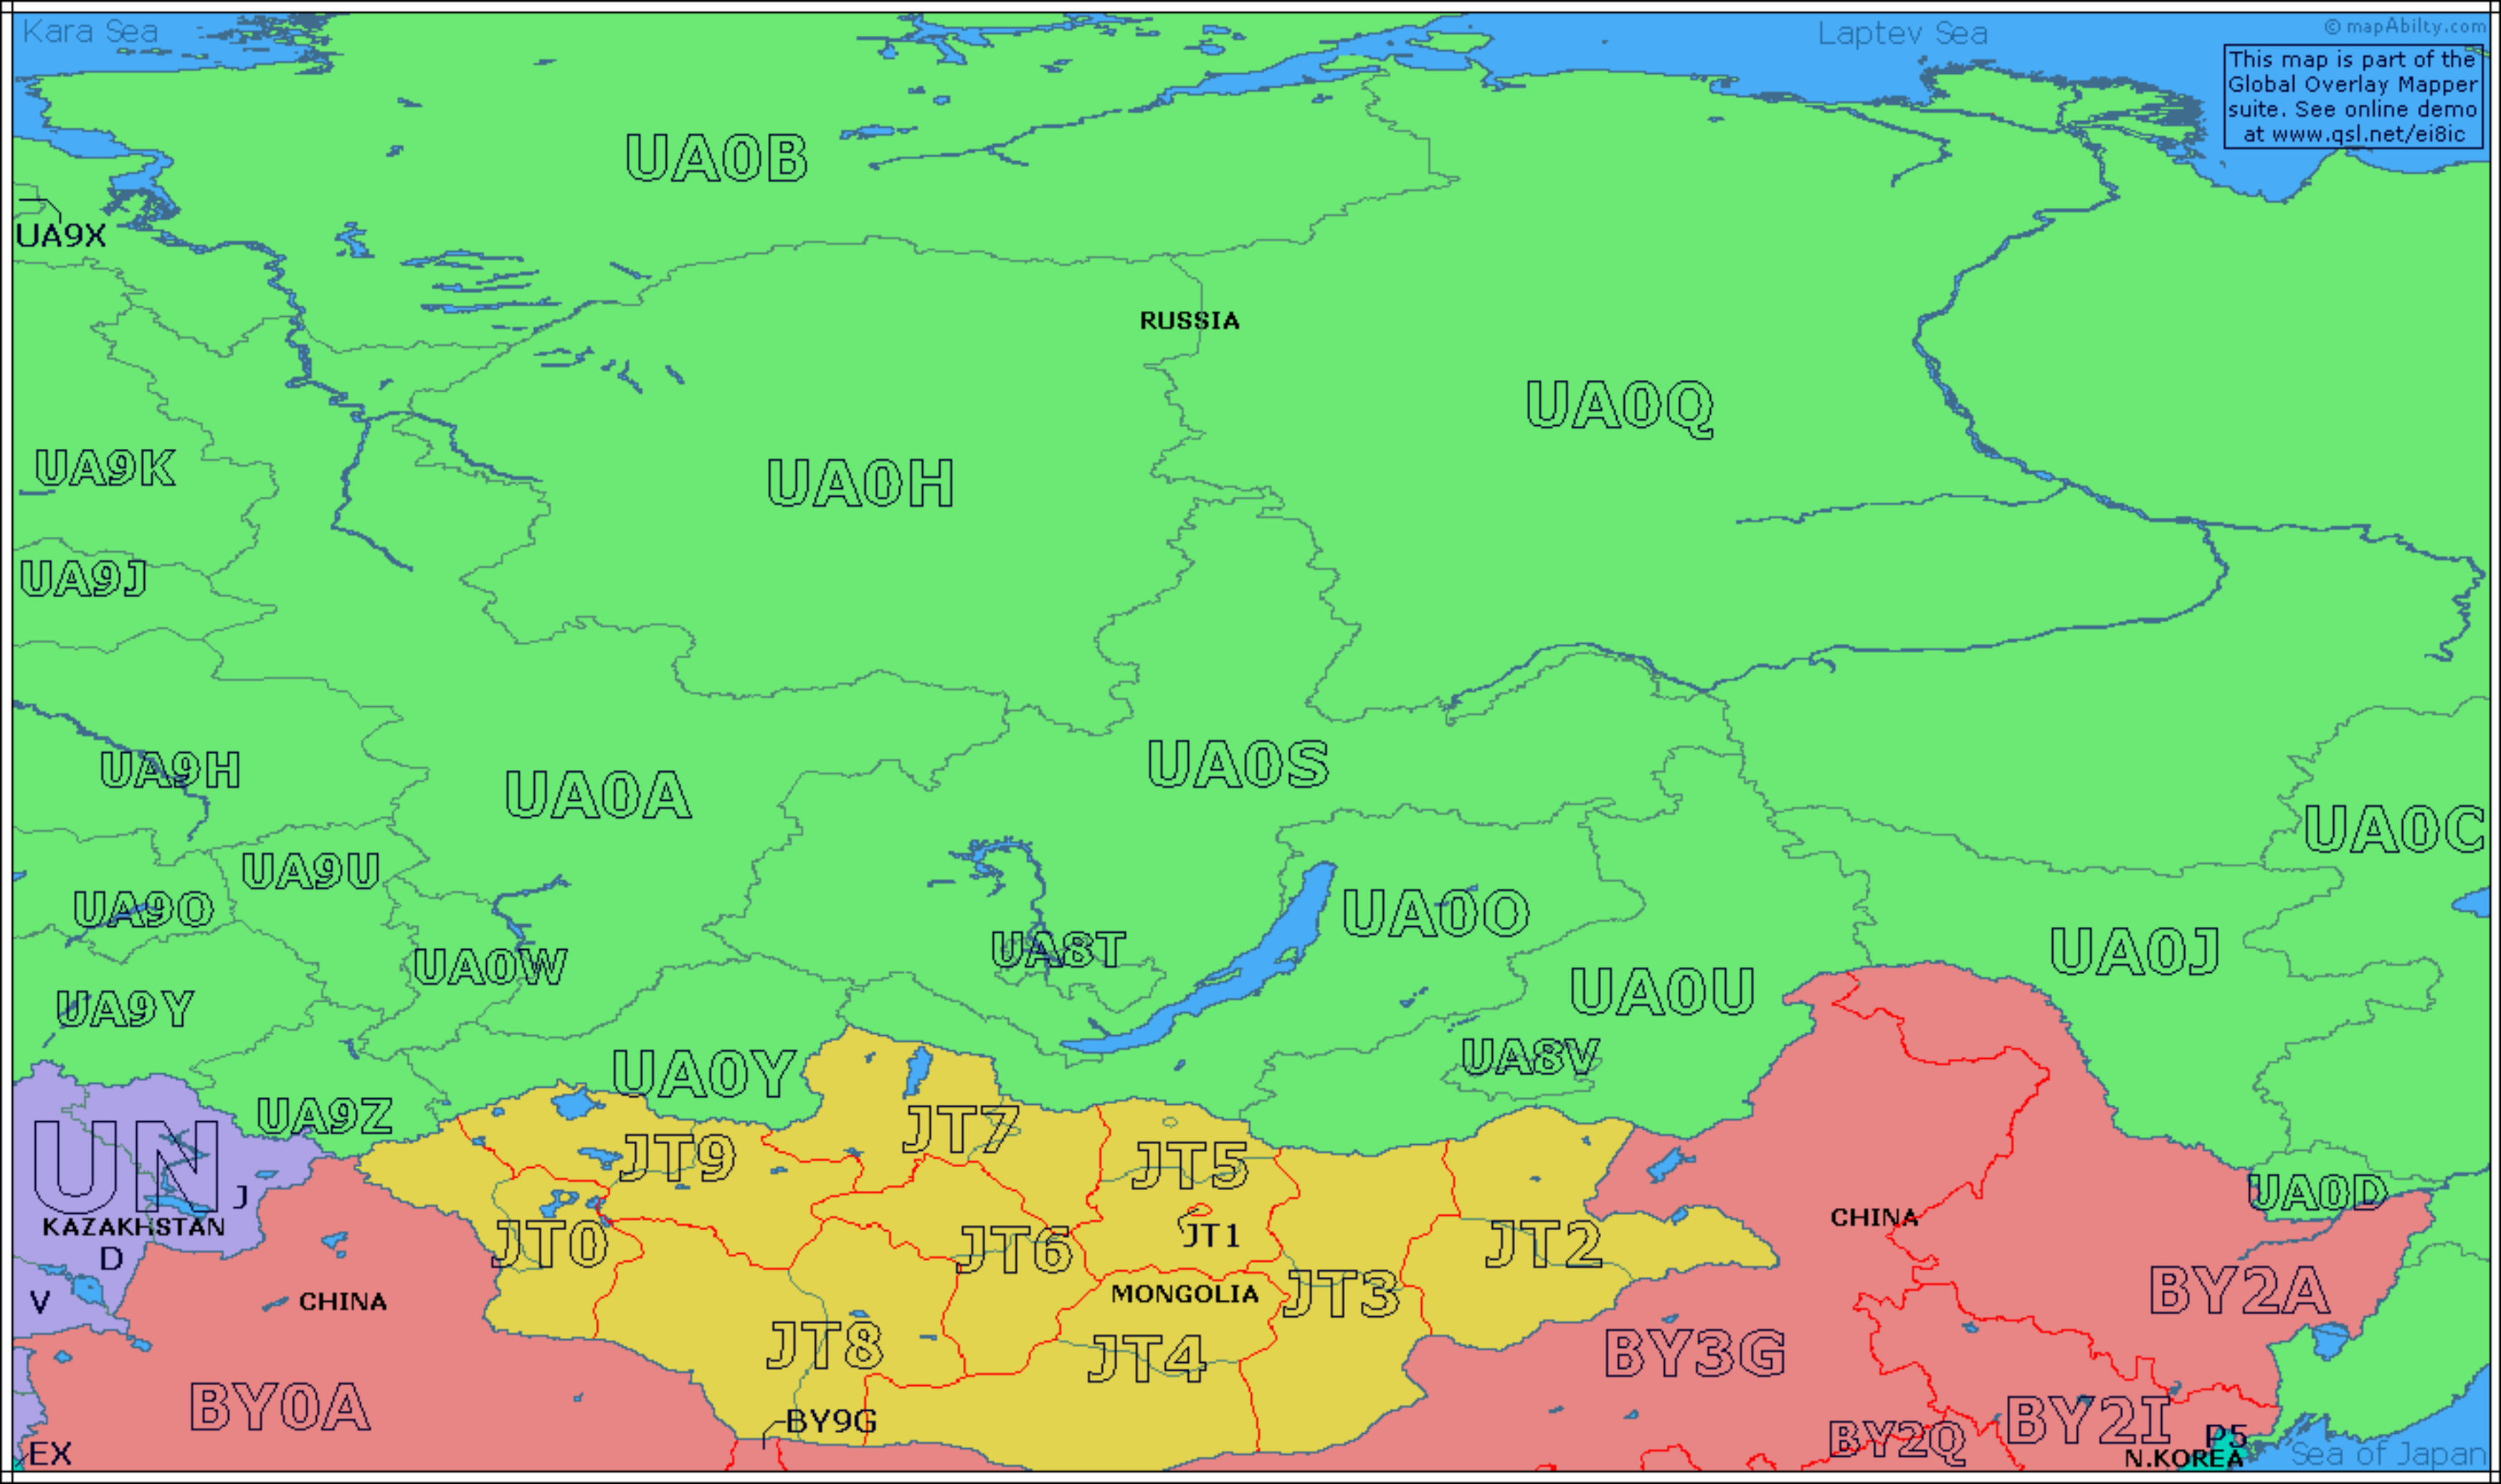 Kara Sea
Laptev Sea
© mapAbilty.com
This map is part of the
Global Overlay Mapper
suite. See online demo
at www.qsl.net/ei8ic
UA0B
UA9X
RUSSIA
UA0Q
UA9K
UA0H
UA9J
UA9H
UA0A
UA0S
UA0C
UA9U
UA9O
UA0O
UA0W
UA8T
UA0J
UA9Y
UA0U
UA0Y
UA8V
UA9Z
JT7
JT9
JT5
UN
J
UA0D
KAZAKHSTAN
CHINA
JT1
JT0
JT6
JT2
D
MONGOLIA
JT3
BY2A
V
CHINA
JT8
JT4
BY3G
BY0A
BY9G
BY2I
BY2Q
P5
EX
N.KOREA
Sea of Japan